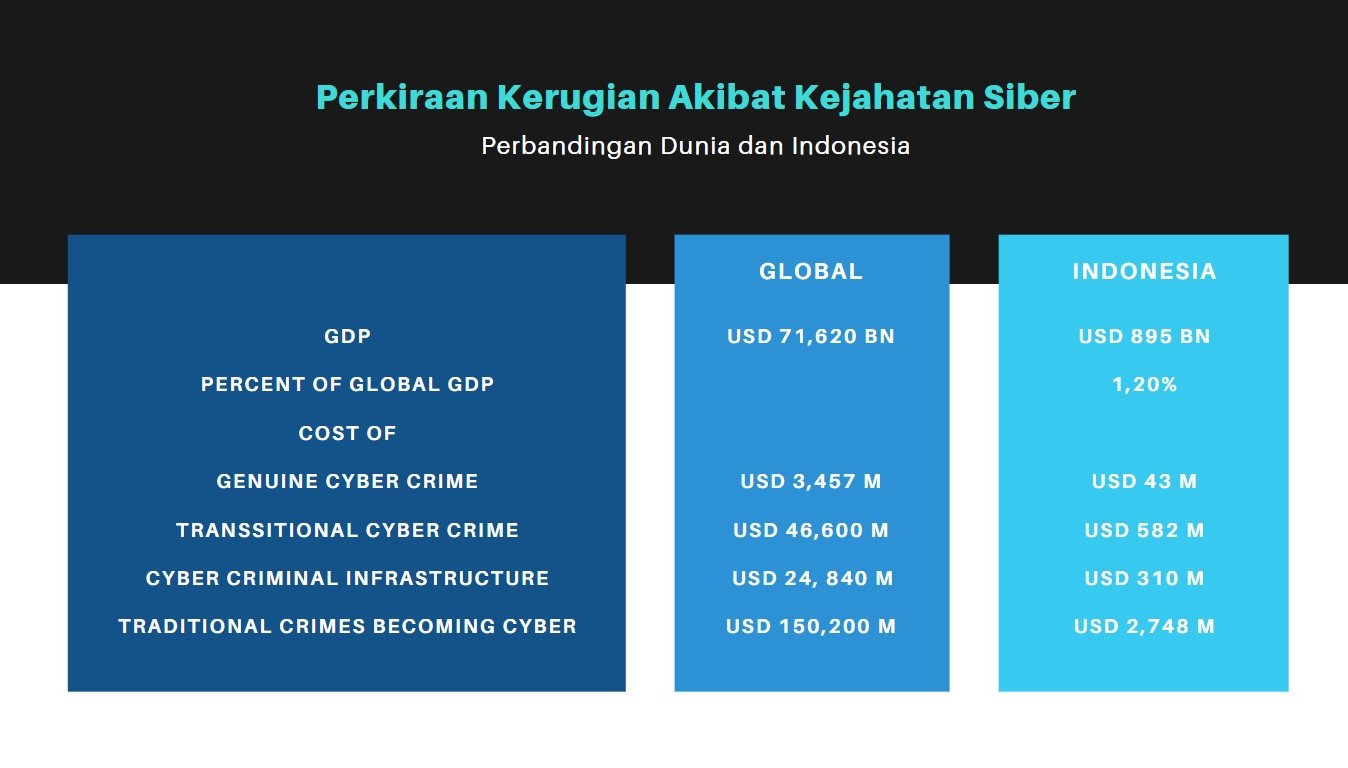 Perkiraan Kerugian Akibat Kejahatan Siber
Perbandingan Dunia dan Indonesia
GLOBAL INDONESIA
GDP USD 71,620 BN USD 895 BN
PERCENT OF GLOBAL GDP 1,20%
COST OF
GENUINE CYBER CRIME USD 3,457 M USD 43 M
TRANSSITIONAL CYBER CRIME USD 46,600 M USD 582 M
CYBER CRIMINAL INFRASTRUCTURE USD 24, 840 M USD 310 M
TRADITIONAL CRIMES BECOMING CYBER USD 150,200 M USD 2,748 M